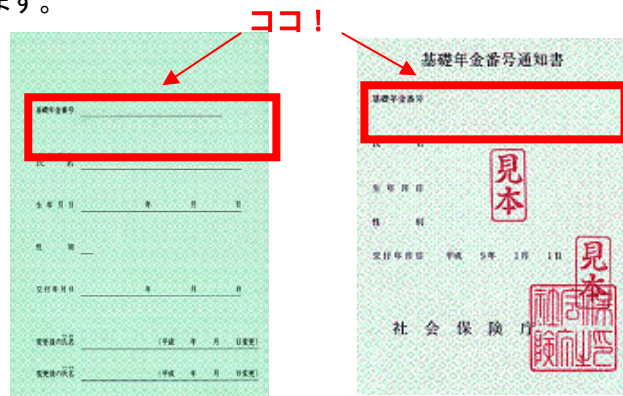 ます。
ココ！
基礎年金番号
氏 名
生年月日 年 月 日
性 別
交付年月日 年 月 日
変更後の氏名 (平成 年 月 日変更)
変更後の氏名 (平成 年 月 日変更)
基礎年金番号通知書
基礎年金番号
氏 名
生年月日
性 別
交付年月日 平成 9年 1月 1日
社会保険庁
見本
見本